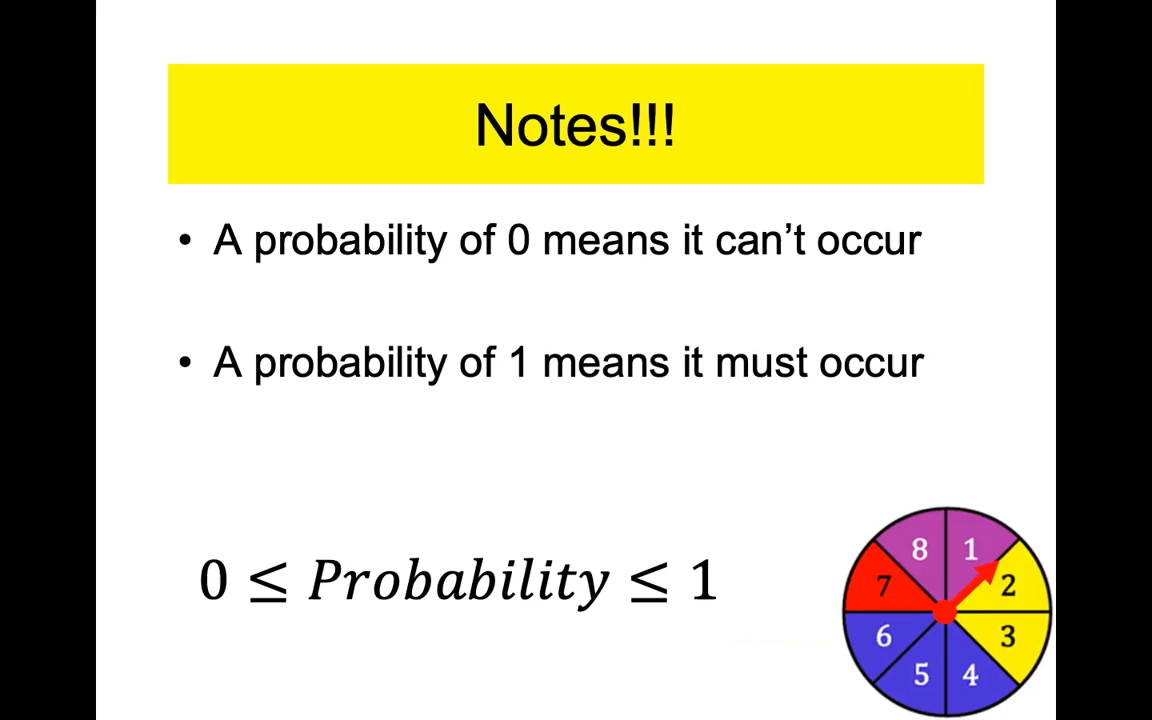 Notes!!!
• A probability of 0 means it can’t occur
• A probability of 1 means it must occur
0 ≤ Probability ≤ 1
8 1
7 2
6 3
5 4